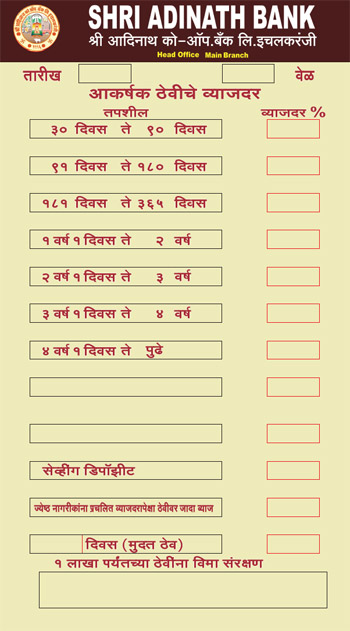 SHRI ADINATH BANK
श्री आदिनाथ को-ऑप.बँक लि.इचलकरंजी
Head Office Main Branch
तारीख वेळ
आकर्षक ठेवीचे व्याजदर
तपशील व्याजदर %
३० दिवस ते ९० दिवस
९१ दिवस ते १८० दिवस
१८१ दिवस ते ३६५ दिवस
१ वर्ष १ दिवस ते २ वर्ष
२ वर्ष १ दिवस ते ३ वर्ष
३ वर्ष १ दिवस ते ४ वर्ष
४ वर्ष १ दिवस ते पुढे
सेव्हींग डिपॉझीट
ज्येष्ठ नागरीकांना प्रचलित व्याजदरापेक्षा ठेवीवर जादा ब्याज
दिवस (मुदत ठेव)
१ लाखा पर्यंतच्या ठेवींना विमा संरक्षण